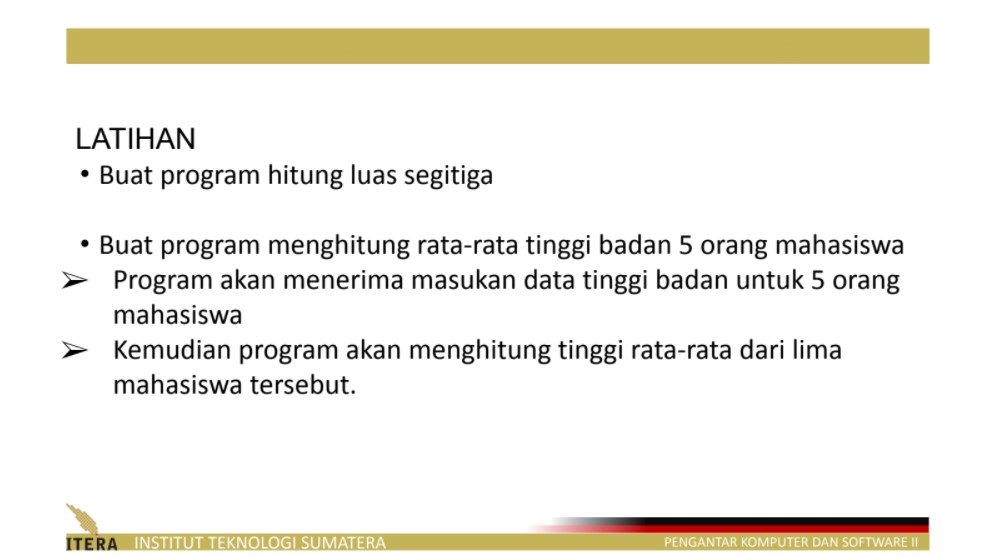 LATIHAN
• Buat program hitung luas segitiga
• Buat program menghitung rata-rata tinggi badan 5 orang mahasiswa
➢ Program akan menerima masukan data tinggi badan untuk 5 orang
mahasiswa
➢ Kemudian program akan menghitung tinggi rata-rata dari lima
mahasiswa tersebut.
ITERA INSTITUT TEKNOLOGI SUMATERA
PENGANTAR KOMPUTER DAN SOFTWARE II